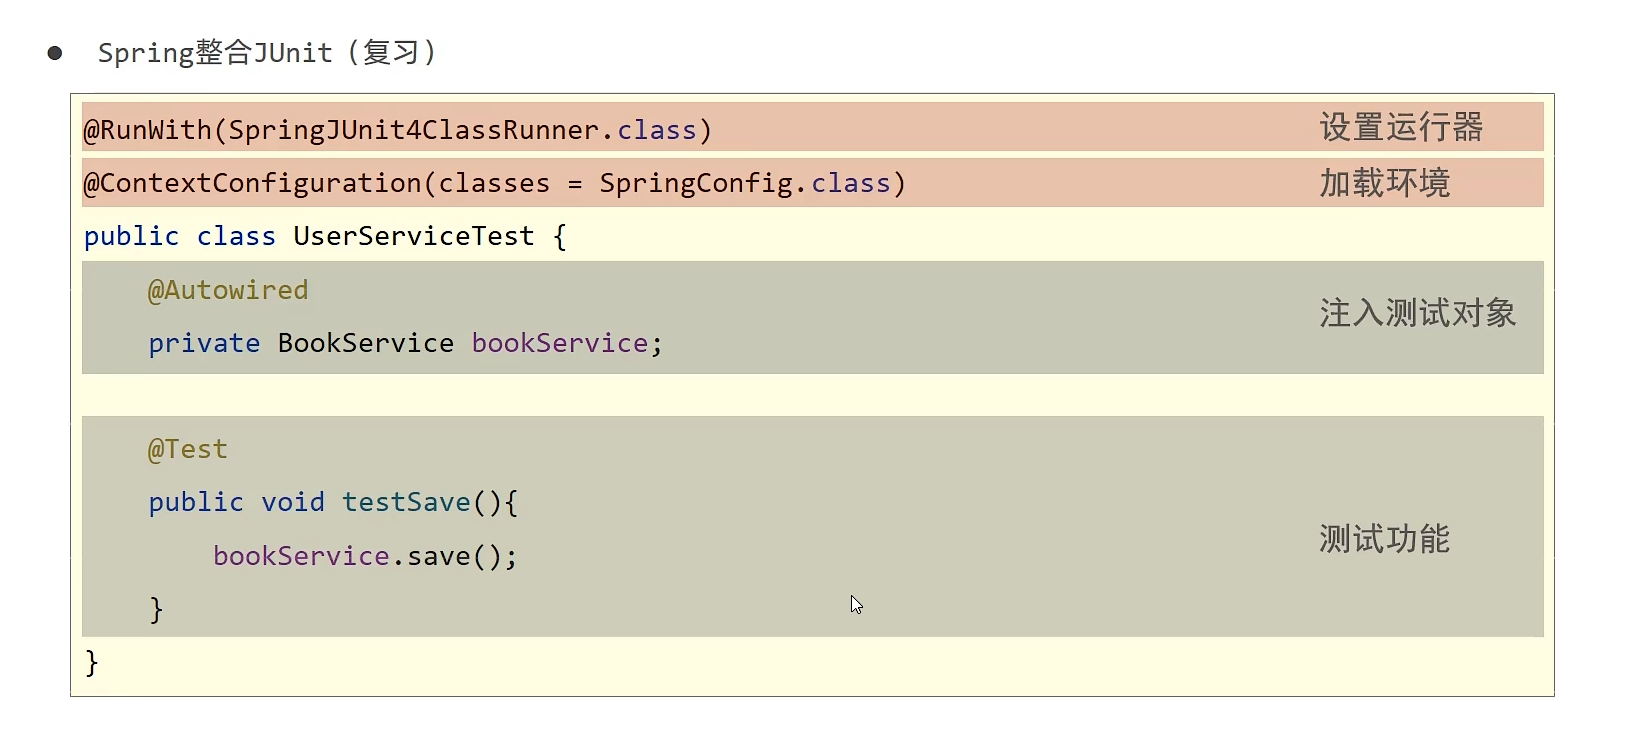 ● Spring整合JUnit（复习）
@RunWith(SpringJUnit4ClassRunner.class) 设置运行器
@ContextConfiguration(classes = SpringConfig.class) 加载环境
public class UserServiceTest {
@Autowired
注入测试对象
private BookService bookService;
@Test
public void testSave(){
测试功能
bookService.save();
}
}